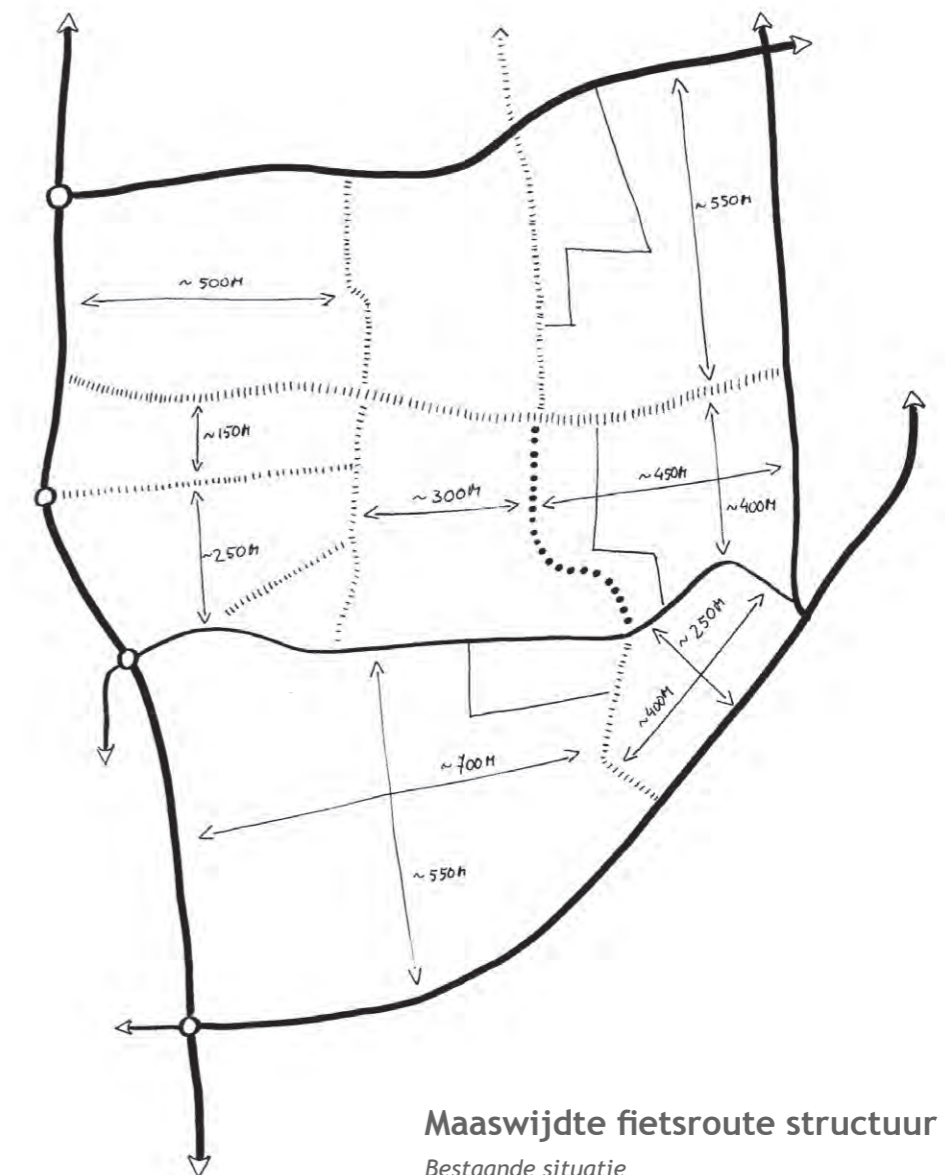 ~550M
~500M
~150M
~450M
~300M
~400M
~250M
~250M
~400M
~700M
~550M
Maaswijdte fietsroute structuur
Bestaande situatie